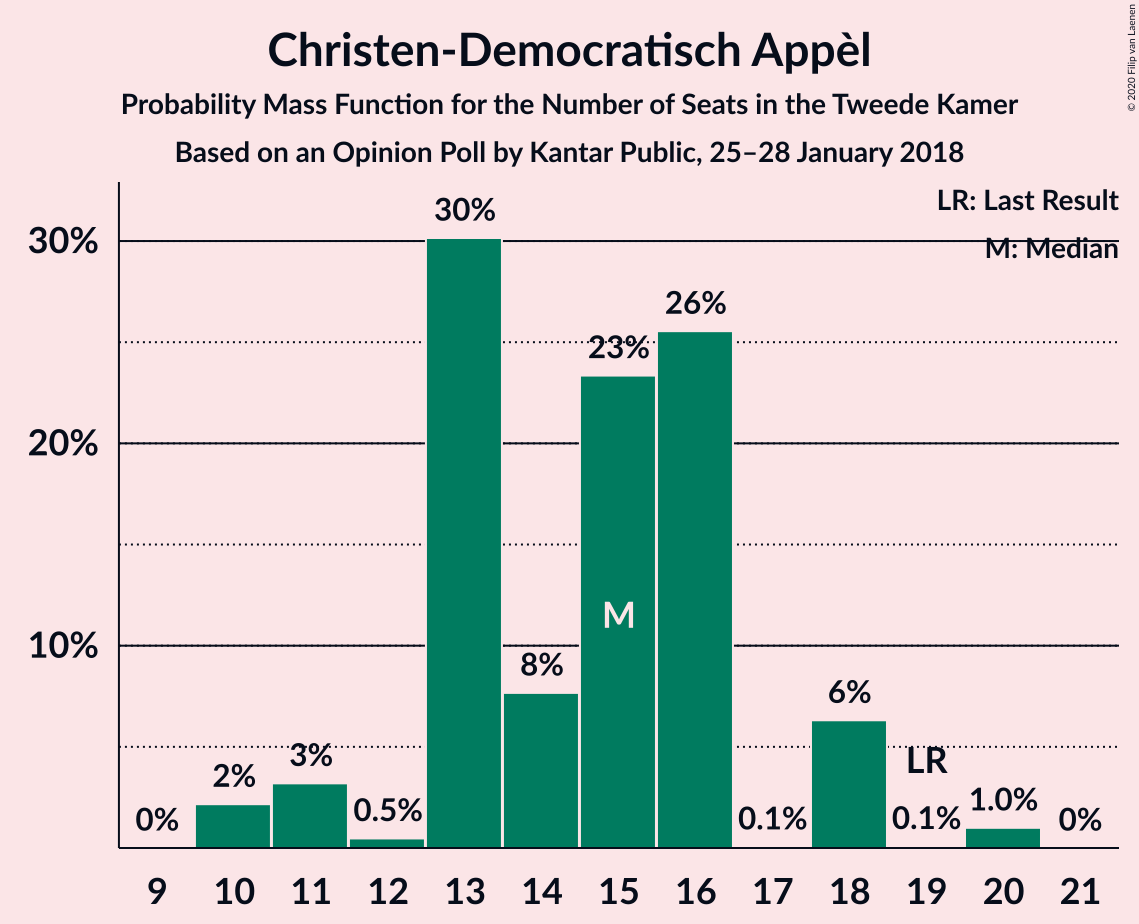 Christen-Democratisch Appèl
Probability Mass Function for the Number of Seats in the Tweede Kamer
Based on an Opinion Poll by Kantar Public, 25–28 January 2018
© 2020 Filip van Laenen
LR: Last Result
M: Median
30%
20%
10%
0%
2%
3%
0.5%
30%
8%
23%
26%
0.1%
6%
0.1%
1.0%
0%
M
LR
9 10 11 12 13 14 15 16 17 18 19 20 21